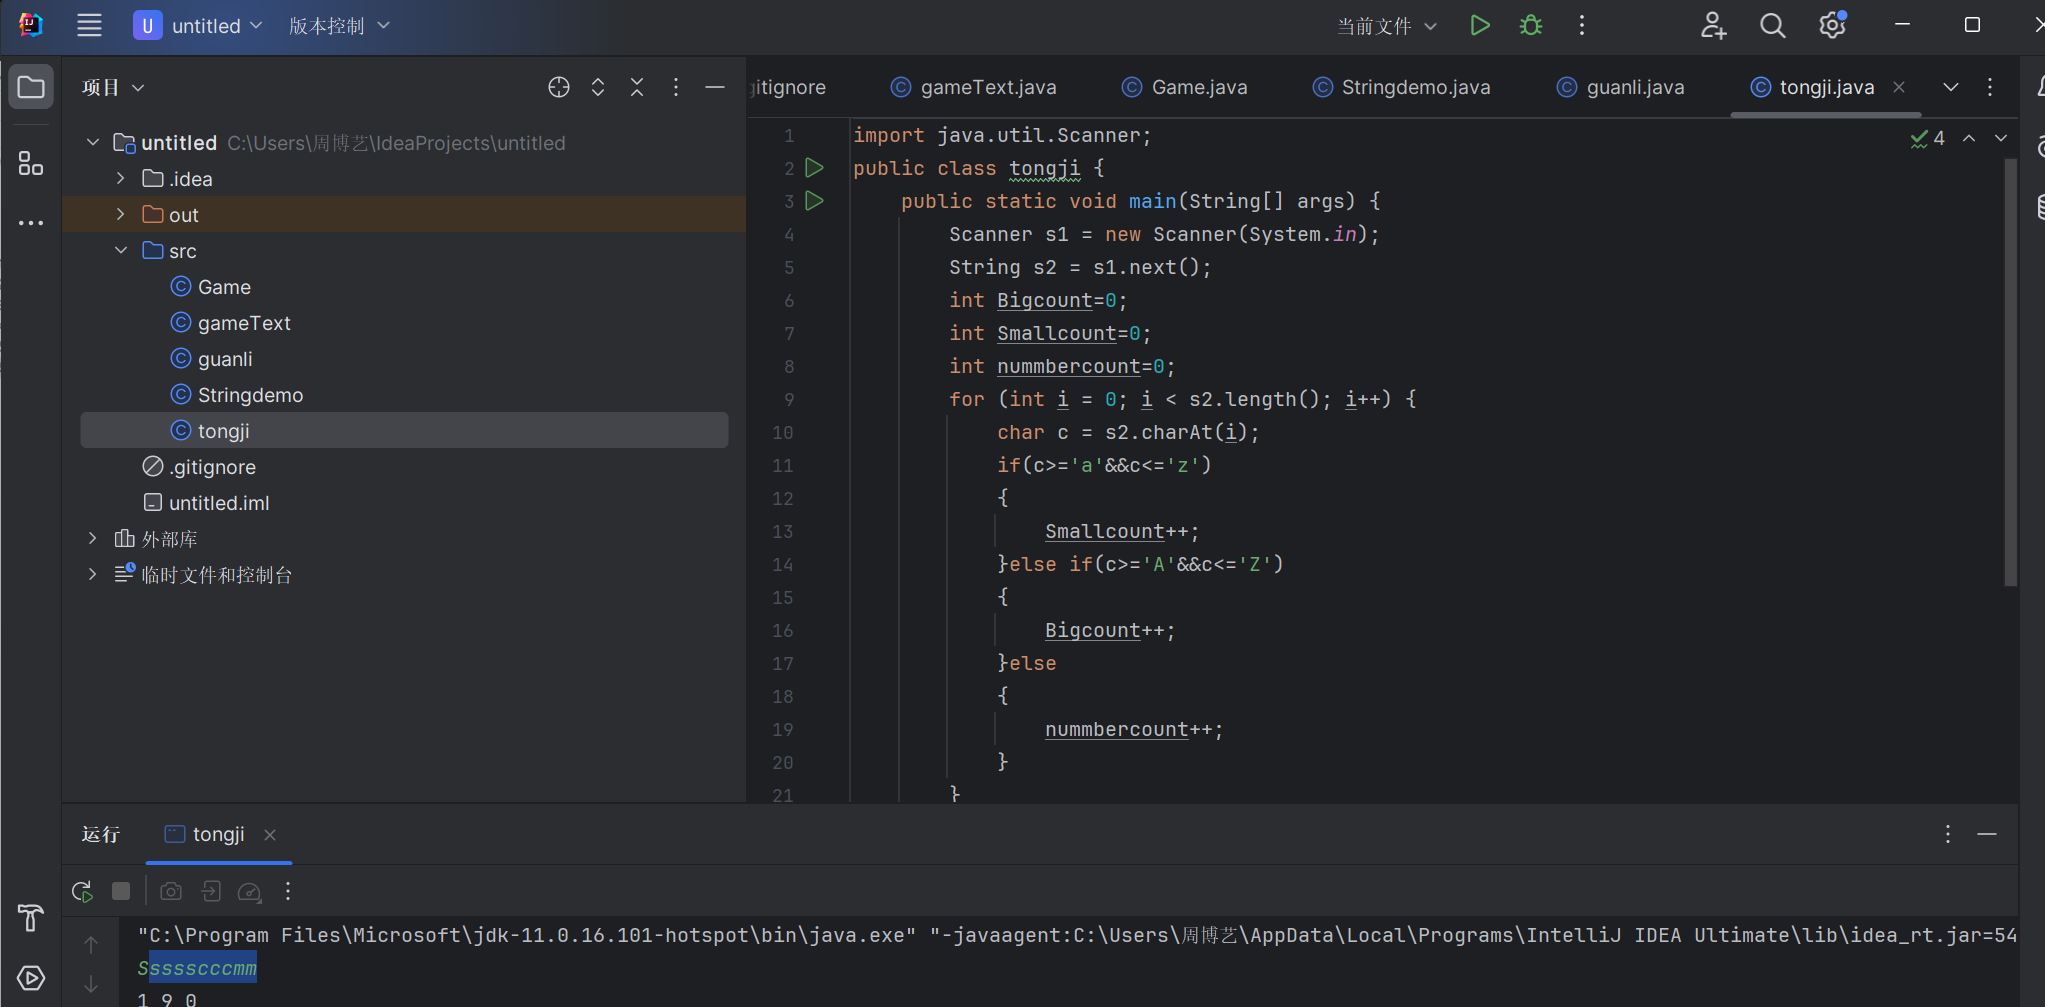 U untitled 版本控制 当前文件
项目
untitled C:\Users\周博艺\IdeaProjects\untitled
.idea
out
src
Game
gameText
guanli
Stringdemo
tongji
.gitignore
untitled.iml
外部库
临时文件和控制台
gitignore gameText.java Game.java Stringdemo.java guanli.java tongji.java
4
1 import java.util.Scanner;
2 public class tongji {
3 public static void main(String[] args) {
4 Scanner s1 = new Scanner(System.in);
5 String s2 = s1.next();
6 int Bigcount=0;
7 int Smallcount=0;
8 int nummbercount=0;
9 for (int i = 0; i < s2.length(); i++) {
10 char c = s2.charAt(i);
11 if(c>='a'&&c<='z')
12 {
13 Smallcount++;
14 }else if(c>='A'&&c<='Z')
15 {
16 Bigcount++;
17 }else
18 {
19 nummbercount++;
20 }
21 }
运行 tongji
"C:\Program Files\Microsoft\jdk-11.0.16.101-hotspot\bin\java.exe" "-javaagent:C:\Users\周博艺\AppData\Local\Programs\IntelliJ IDEA Ultimate\lib\idea_rt.jar=54
Ssssscccmm
1 9 0